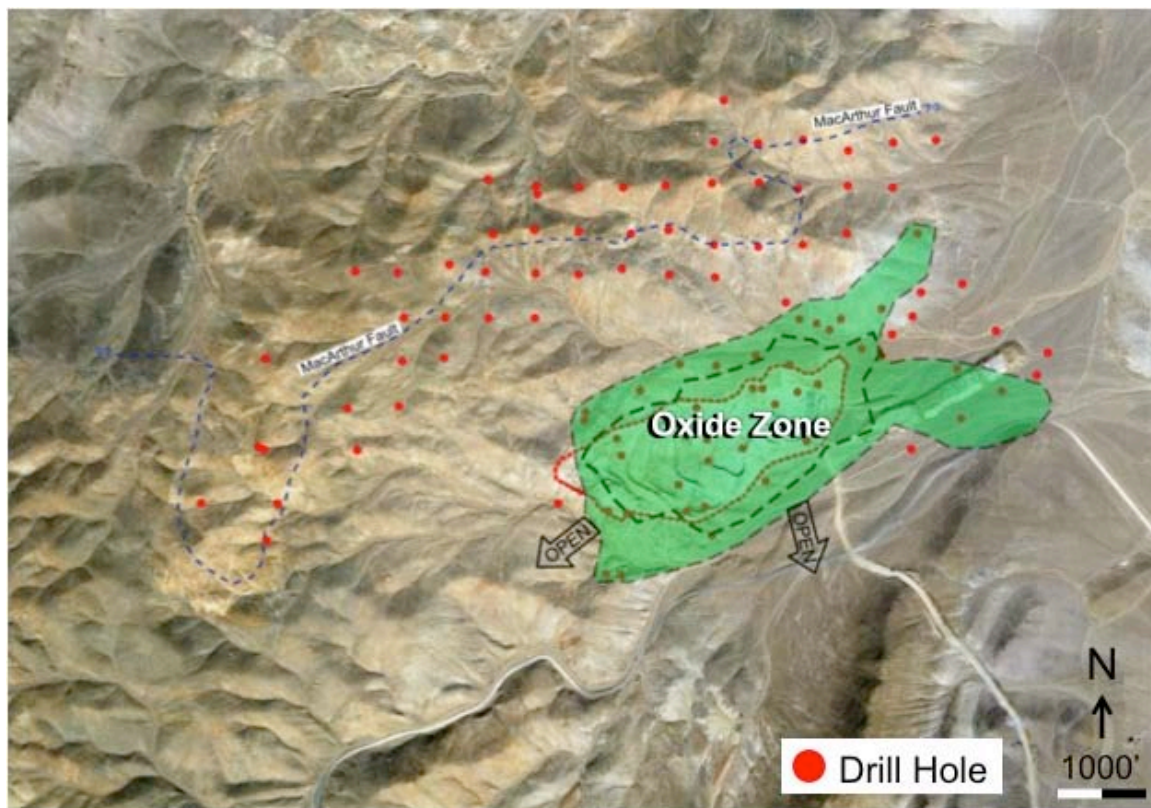 MacArthur Fault
MacArthur Fault
Oxide Zone
OPEN
OPEN
N
Drill Hole
1000'